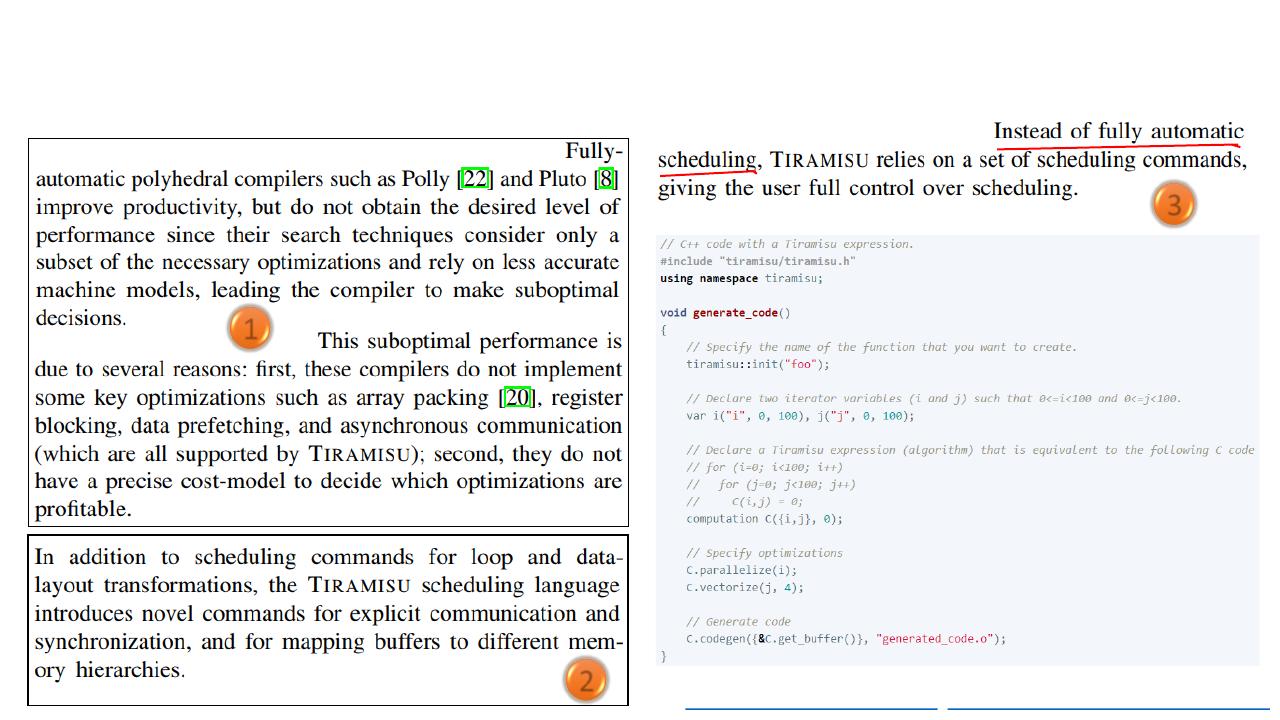 Fully-
automatic polyhedral compilers such as Polly [22] and Pluto [8]
improve productivity, but do not obtain the desired level of
performance since their search techniques consider only a
subset of the necessary optimizations and rely on less accurate
machine models, leading the compiler to make suboptimal
decisions.
1
This suboptimal performance is
due to several reasons: first, these compilers do not implement
some key optimizations such as array packing [20], register
blocking, data prefetching, and asynchronous communication
(which are all supported by TIRAMISU); second, they do not
have a precise cost-model to decide which optimizations are
profitable.
In addition to scheduling commands for loop and data-
layout transformations, the TIRAMISU scheduling language
introduces novel commands for explicit communication and
synchronization, and for mapping buffers to different mem-
ory hierarchies.
2
Instead of fully automatic
scheduling, TIRAMISU relies on a set of scheduling commands,
giving the user full control over scheduling.
3
// C++ code with a Tiramisu expression.
#include "tiramisu/tiramisu.h"
using namespace tiramisu;
void generate_code()
{
// Specify the name of the function that you want to create.
tiramisu::init("foo");
// Declare two iterator variables (i and j) such that 0<=i<100 and 0<=j<100.
var i("i", 0, 100), j("j", 0, 100);
// Declare a Tiramisu expression (algorithm) that is equivalent to the following C code
// for (i=0; i<100; i++)
//   for (j=0; j<100; j++)
//     C(i,j) = 0;
computation C({i,j}, 0);
// Specify optimizations
C.parallelize(i);
C.vectorize(j, 4);
// Generate code
C.codegen({&C.get_buffer()}, "generated_code.o");
}